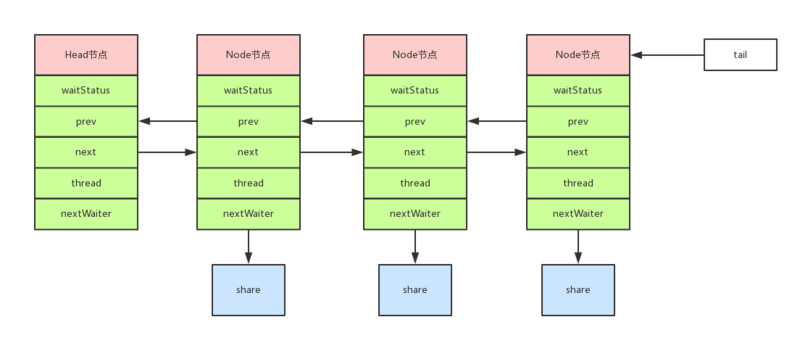 Head节点
waitStatus
prev
next
thread
nextWaiter
Node节点
waitStatus
prev
next
thread
nextWaiter
share
Node节点
waitStatus
prev
next
thread
nextWaiter
share
Node节点
waitStatus
prev
next
thread
nextWaiter
share
tail